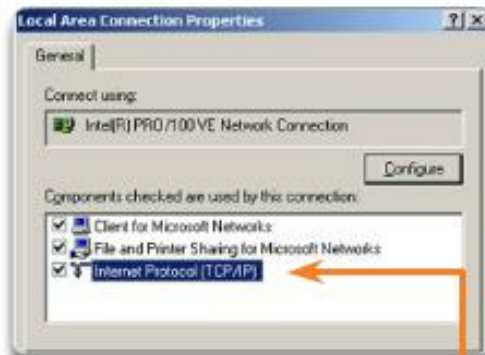 Local Area Connection Properties
General
Connect using:
Intel(R) PRO/100 VE Network Connection
Configure
Components checked are used by this connection:
Client for Microsoft Networks
File and Printer Sharing for Microsoft Networks
Internet Protocol (TCP/IP)